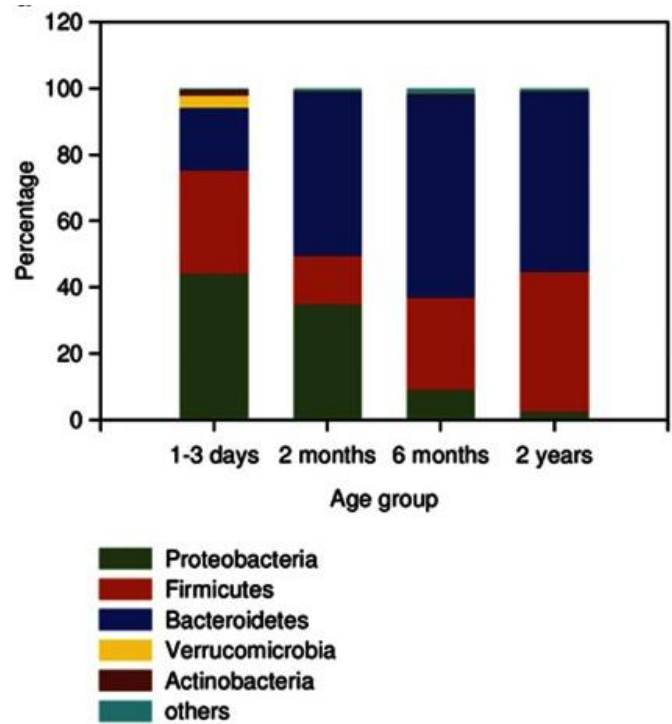 120
100
80
60
40
20
0
Percentage
1-3 days 2 months 6 months 2 years
Age group
Proteobacteria
Firmicutes
Bacteroidetes
Verrucomicrobia
Actinobacteria
others